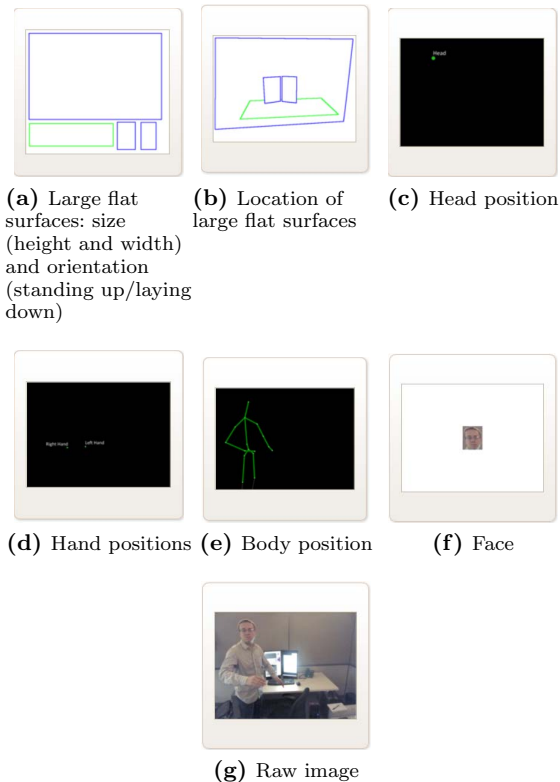 Head
(a) Large flat
surfaces: size
(height and width)
and orientation
(standing up/laying
down)
(b) Location of
large flat surfaces
(c) Head position
Right Hand
Left Hand
(d) Hand positions
(e) Body position
(f) Face
(g) Raw image